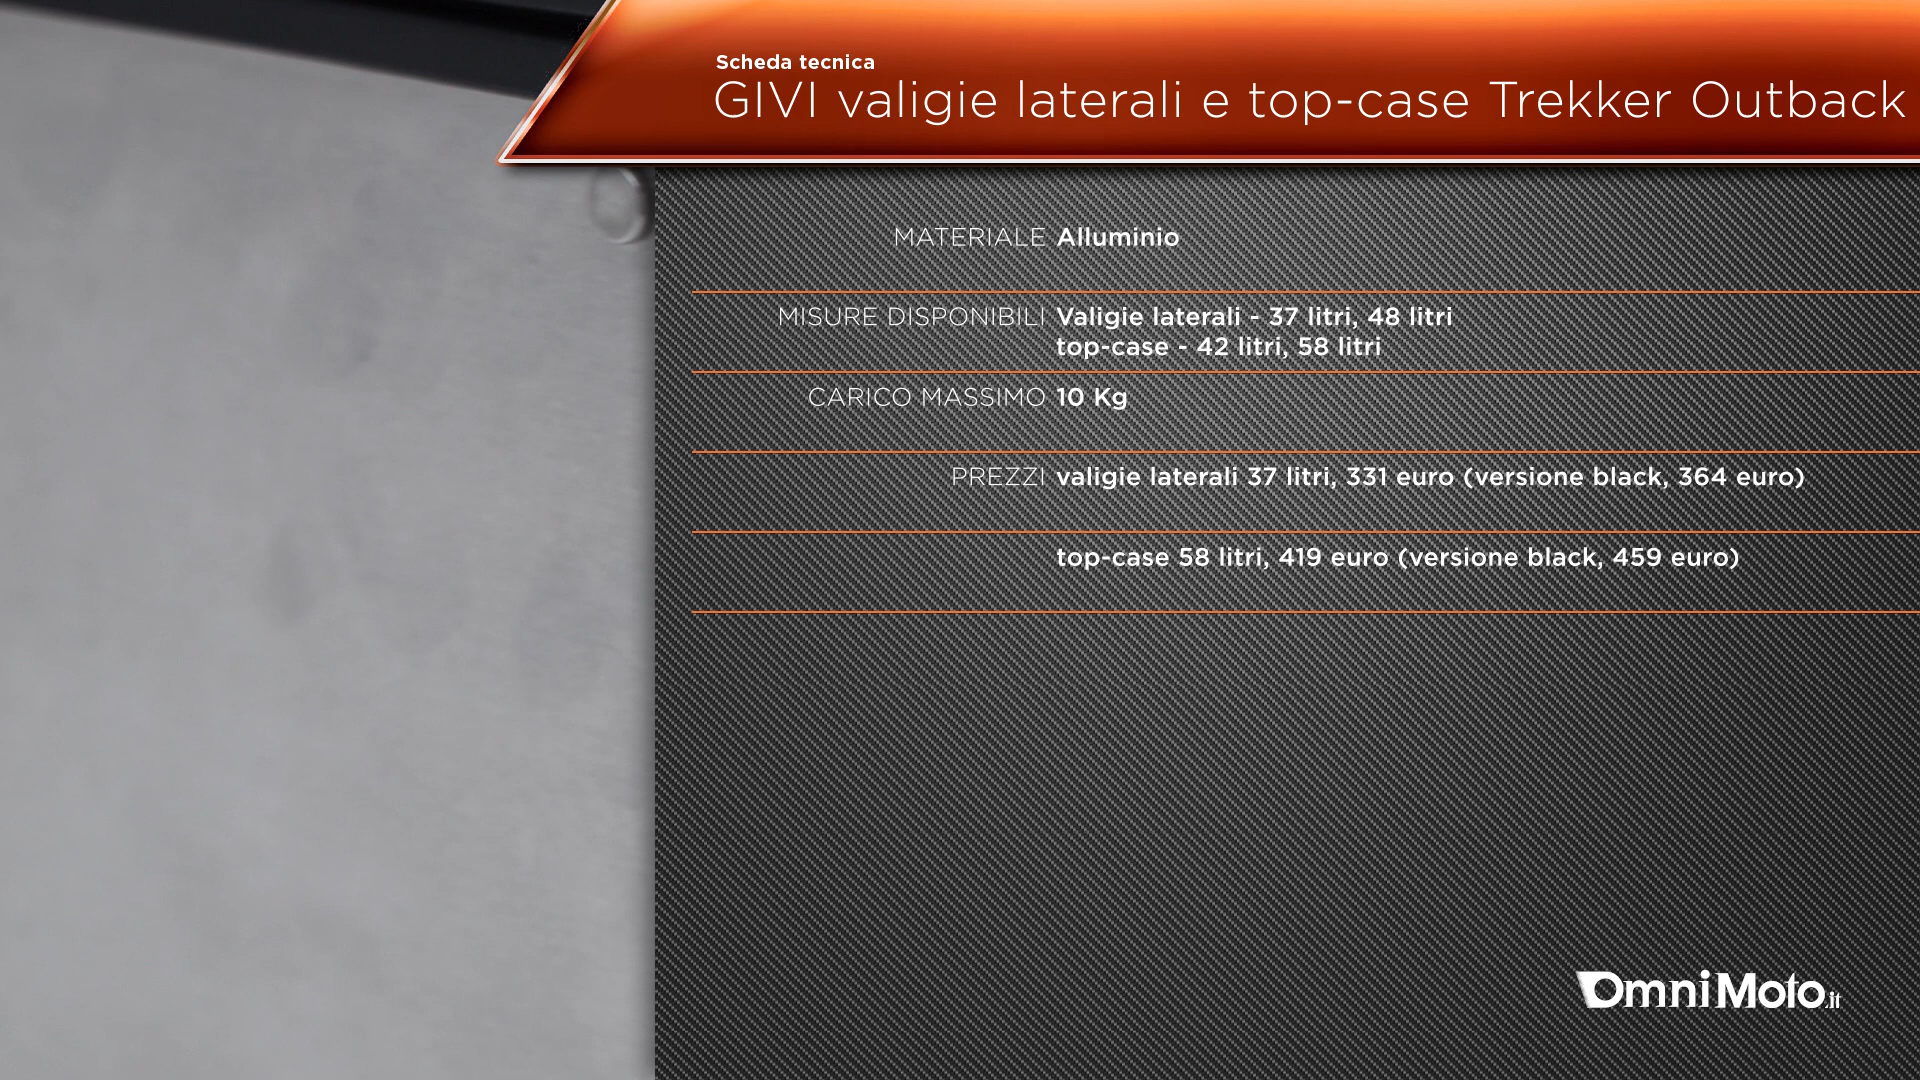 Scheda tecnica
GIVI valigie laterali e top-case Trekker Outback
MATERIALE Alluminio
MISURE DISPONIBILI Valigie laterali - 37 litri, 48 litri
top-case - 42 litri, 58 litri
CARICO MASSIMO 10 Kg
PREZZI valigie laterali 37 litri, 331 euro (versione black, 364 euro)
top-case 58 litri, 419 euro (versione black, 459 euro)
OmniMoto.it